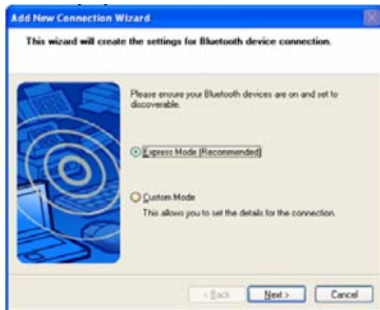 Add New Connection Wizard
This wizard will create the settings for Bluetooth device connection.
Please ensure your Bluetooth devices are on and set to
discoverable.
Express Mode [Recommended]
Custom Mode
This allows you to set the details for the connection.
< Back Next > Cancel